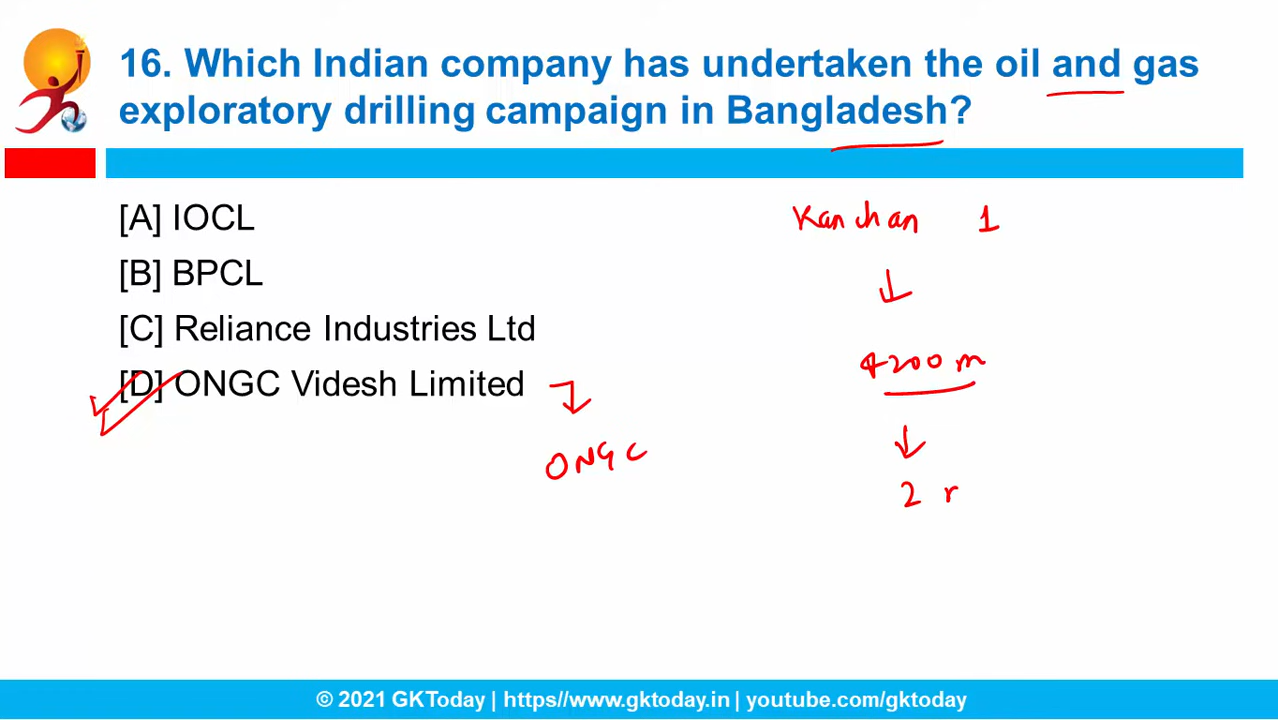 16. Which Indian company has undertaken the oil and gas
exploratory drilling campaign in Bangladesh?
[A] IOCL
[B] BPCL
[C] Reliance Industries Ltd
[D] ONGC Videsh Limited
ONGC
Kanchan 1
4200 m
2 r
© 2021 GKToday | https//www.gktoday.in | youtube.com/gktoday